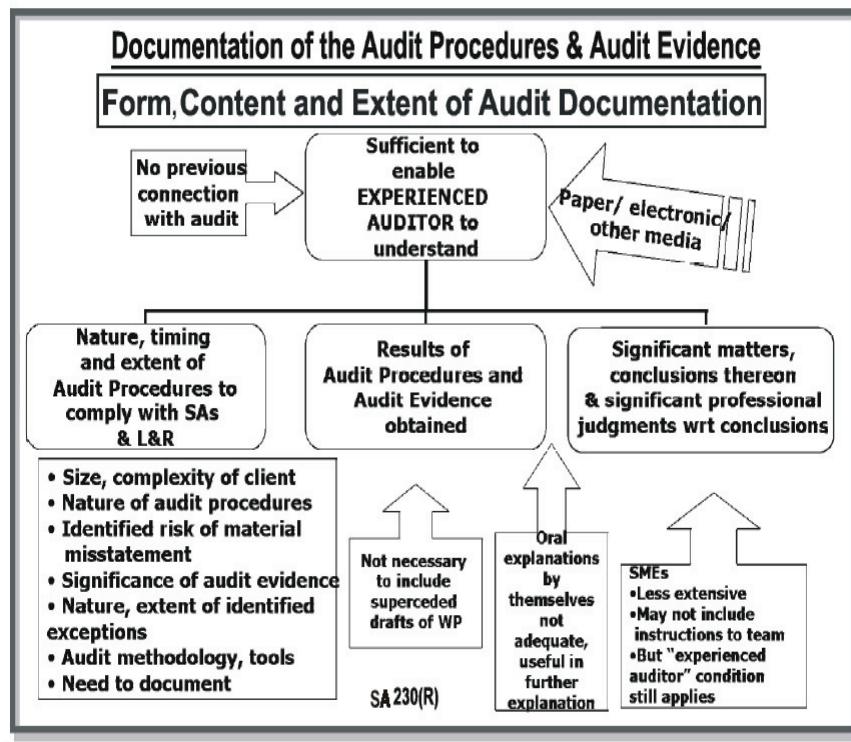 Documentation of the Audit Procedures & Audit Evidence
Form, Content and Extent of Audit Documentation
No previous
connection
with audit
Sufficient to
enable
EXPERIENCED
AUDITOR to
understand
Paper/ electronic/
other media
Nature, timing
and extent of
Audit Procedures to
comply with SAs
& L&R
Results of
Audit Procedures and
Audit Evidence
obtained
Significant matters,
conclusions thereon
& significant professional
judgments wrt conclusions
• Size, complexity of client
• Nature of audit procedures
• Identified risk of material
misstatement
• Significance of audit evidence
• Nature, extent of identified
exceptions
• Audit methodology, tools
• Need to document
Not necessary
to include
superceded
drafts of WP
Oral
explanations
by
themselves
not
adequate,
useful in
further
explanation
SMEs
•Less extensive
•May not include
instructions to team
•But “experienced
auditor” condition
still applies
SA 230(R)